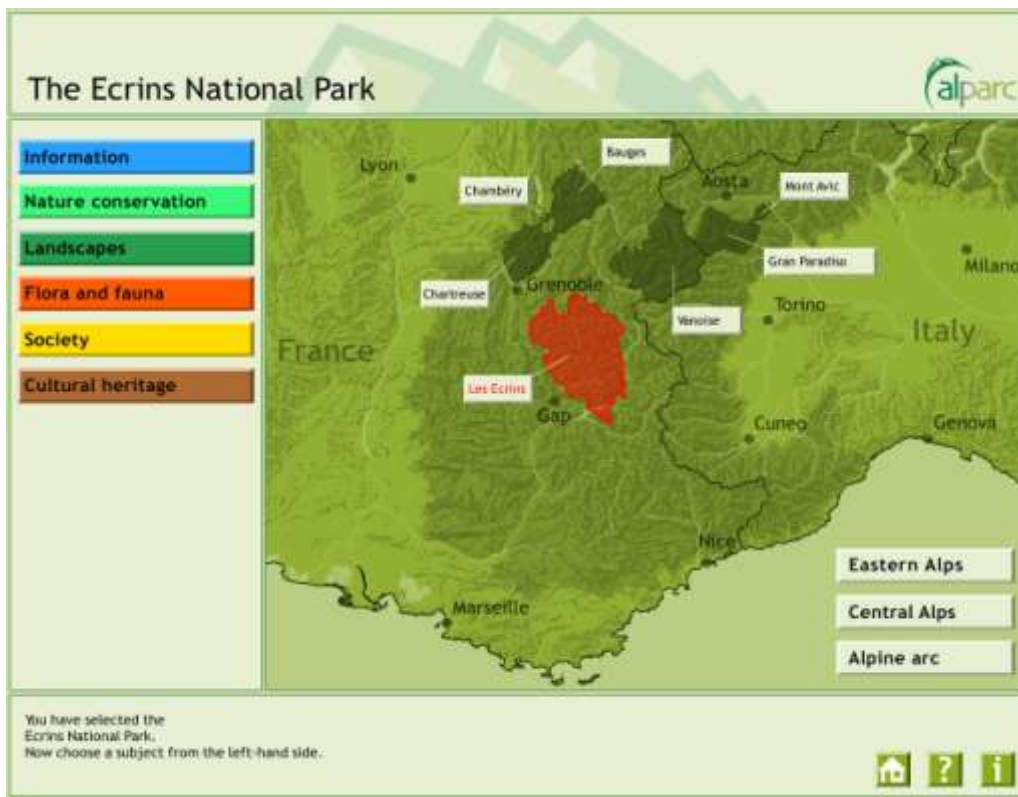 The Ecrins National Park
alparc
Information
Nature conservation
Landscapes
Flora and fauna
Society
Cultural heritage
Lyon
Bauges
Chambéry
Aosta
Mont Avic
Gran Paradiso
Milano
Chartreuse
Grenoble
Vanoise
Torino
Italy
France
Les Ecrins
Gap
Cuneo
Genova
Nice
Marseille
Eastern Alps
Central Alps
Alpine arc
You have selected the
Ecrins National Park.
Now choose a subject from the left-hand side.
?
i